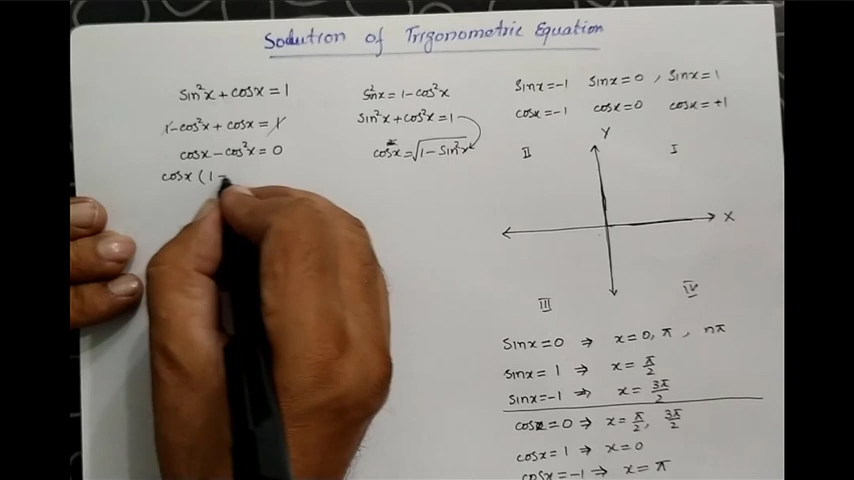 Solution of Trigonometric Equation
sin²x + cosx = 1
1-cos²x + cosx = 1
cosx - cos²x = 0
cosx (1 -
sin²x = 1 - cos²x
sin²x + cos²x = 1
cosx = √1 - sin²x
sinx = -1 sinx = 0 , sinx = 1
cosx = -1 cosx = 0 cosx = +1
Y
II I
X
III IV
sinx = 0 ⇒ x = 0, π , nπ
sinx = 1 ⇒ x = π/2
sinx = -1 ⇒ x = 3π/2
cosx = 0 ⇒ x = π/2, 3π/2
cosx = 1 ⇒ x = 0
cosx = -1 ⇒ x = π